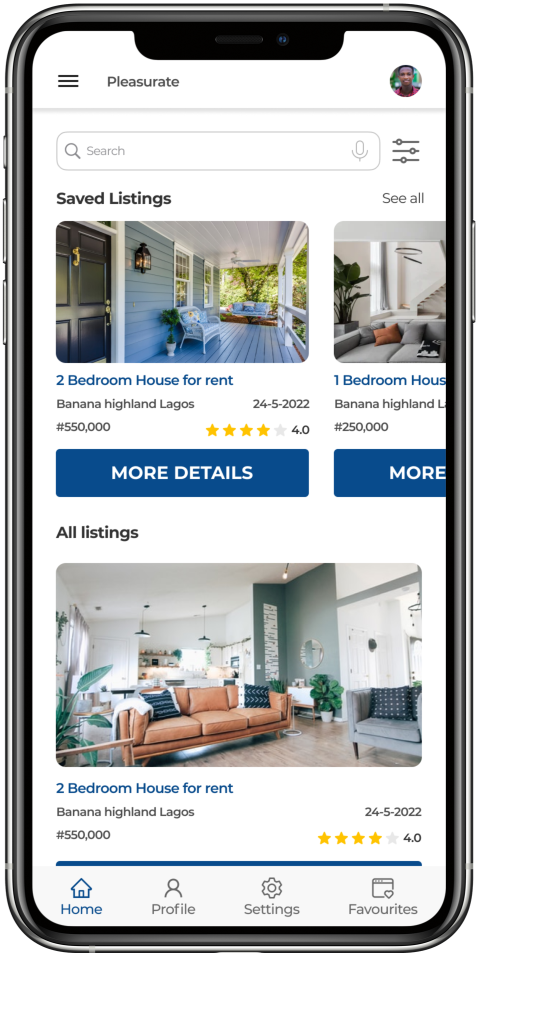 Pleasurate
Search
Saved Listings
See all
2 Bedroom House for rent
Banana highland Lagos
24-5-2022
#550,000
4.0
MORE DETAILS
1 Bedroom Hous
Banana highland L
#250,000
MORE
All listings
2 Bedroom House for rent
Banana highland Lagos
24-5-2022
#550,000
4.0
Home
Profile
Settings
Favourites